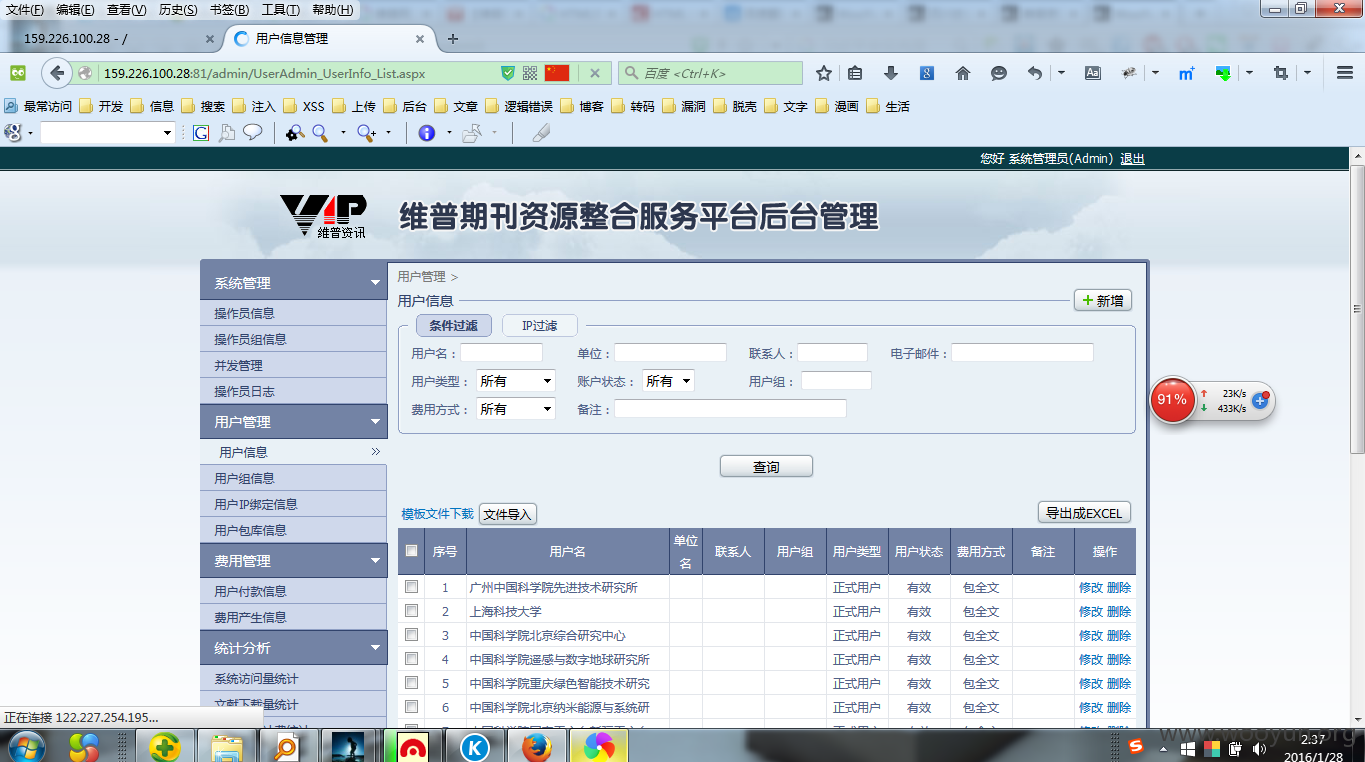 文件(F) 编辑(E) 查看(V) 历史(S) 书签(B) 工具(T) 帮助(H)
159.226.100.28 - /
用户信息管理
159.226.100.28:81/admin/UserAdmin_UserInfo_List.aspx
百度 <Ctrl+K>
最常访问 开发 信息 搜索 注入 XSS 上传 后台 文章 逻辑错误 博客 转码 漏洞 脱壳 文字 漫画 生活
您好 系统管理员(Admin) 退出
VIP
维普资讯
维普期刊资源整合服务平台后台管理
系统管理
操作员信息
操作员组信息
并发管理
操作员日志
用户管理
用户信息
用户组信息
用户IP绑定信息
用户包库信息
费用管理
用户付款信息
费用产生信息
统计分析
系统访问量统计
文献下载量统计
用户管理 >
用户信息
新增
条件过滤 IP过滤
用户名： 单位： 联系人： 电子邮件：
用户类型： 所有 账户状态： 所有 用户组：
费用方式： 所有 备注：
查询
模板文件下载 文件导入 导出成EXCEL
序号 用户名 单位名 联系人 用户组 用户类型 用户状态 费用方式 备注 操作
1 广州中国科学院先进技术研究所 正式用户 有效 包全文 修改 删除
2 上海科技大学 正式用户 有效 包全文 修改 删除
3 中国科学院北京综合研究中心 正式用户 有效 包全文 修改 删除
4 中国科学院遥感与数字地球研究所 正式用户 有效 包全文 修改 删除
5 中国科学院重庆绿色智能技术研究 正式用户 有效 包全文 修改 删除
6 中国科学院北京纳米能源与系统研 正式用户 有效 包全文 修改 删除
91%
23K/s
433K/s
正在连接 122.227.254.195...
www.wooyun.org
2:37
2016/1/28